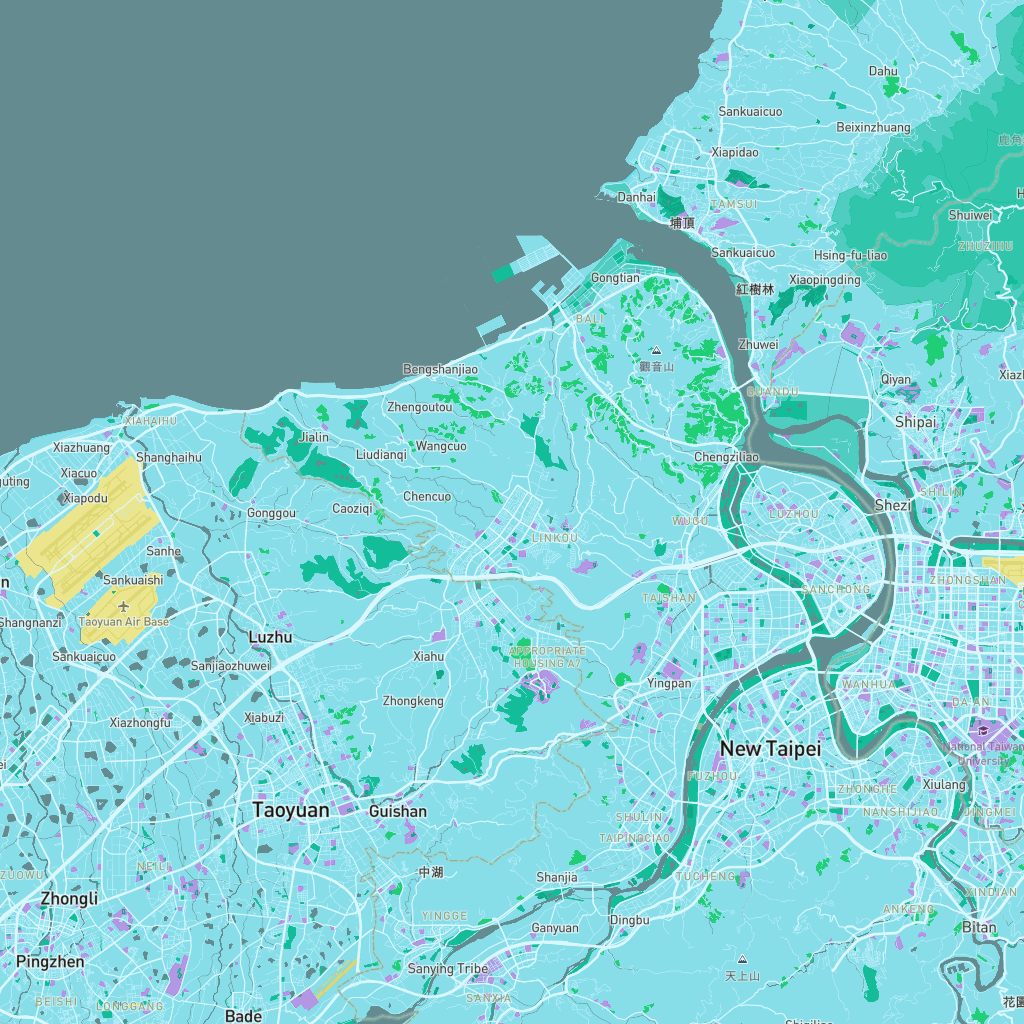 Dahu
Sankuaicuo
Beixinzhuang
鹿角
Xiapidao
Danhai
TAMSUI
Shuiwei
埔頂
ZHUZIHU
Sankuaicuo
Hsing-fu-liao
Gongtian
Xiaopingding
紅樹林
BALI
Zhuwei
觀音山
Bengshanjiao
Qiyan
GUANDU
Zhengoutou
XIAHAIHU
Shipai
Jialin
Xiazhuang
Wangcuo
Liudianqi
Shanghaihu
Chengziliao
Xiacuo
Xiapodu
Chencuo
SHILIN
Gonggou
Caoziqi
Shezi
LUZHOU
WUGU
LINKOU
Sanhe
Sankuaishi
ZHONGSHAN
SANCHONG
TAISHAN
Shangnanzi
Taoyuan Air Base
Luzhu
APPROPRIATE
HOUSING A7
Sankuaicuo
Xiahu
Sanjiaozhuwei
Yingpan
WANHUA
Zhongkeng
DA'AN
Xiabuzi
Xiazhongfu
New Taipei
National Taiwan
University
FUZHOU
Xiulang
ZHONGHE
Taoyuan
Guishan
NANSHIJIAO
JINGMEI
SHULIN
TAIPINGCIAO
NEILI
中湖
ZUOWU
Shanjia
TUCHENG
XINDIAN
Zhongli
ANKENG
YINGGE
Dingbu
Ganyuan
Bitan
Pingzhen
Sanying Tribe
天上山
SANXIA
BEISHI
LONGGANG
Bade
花園